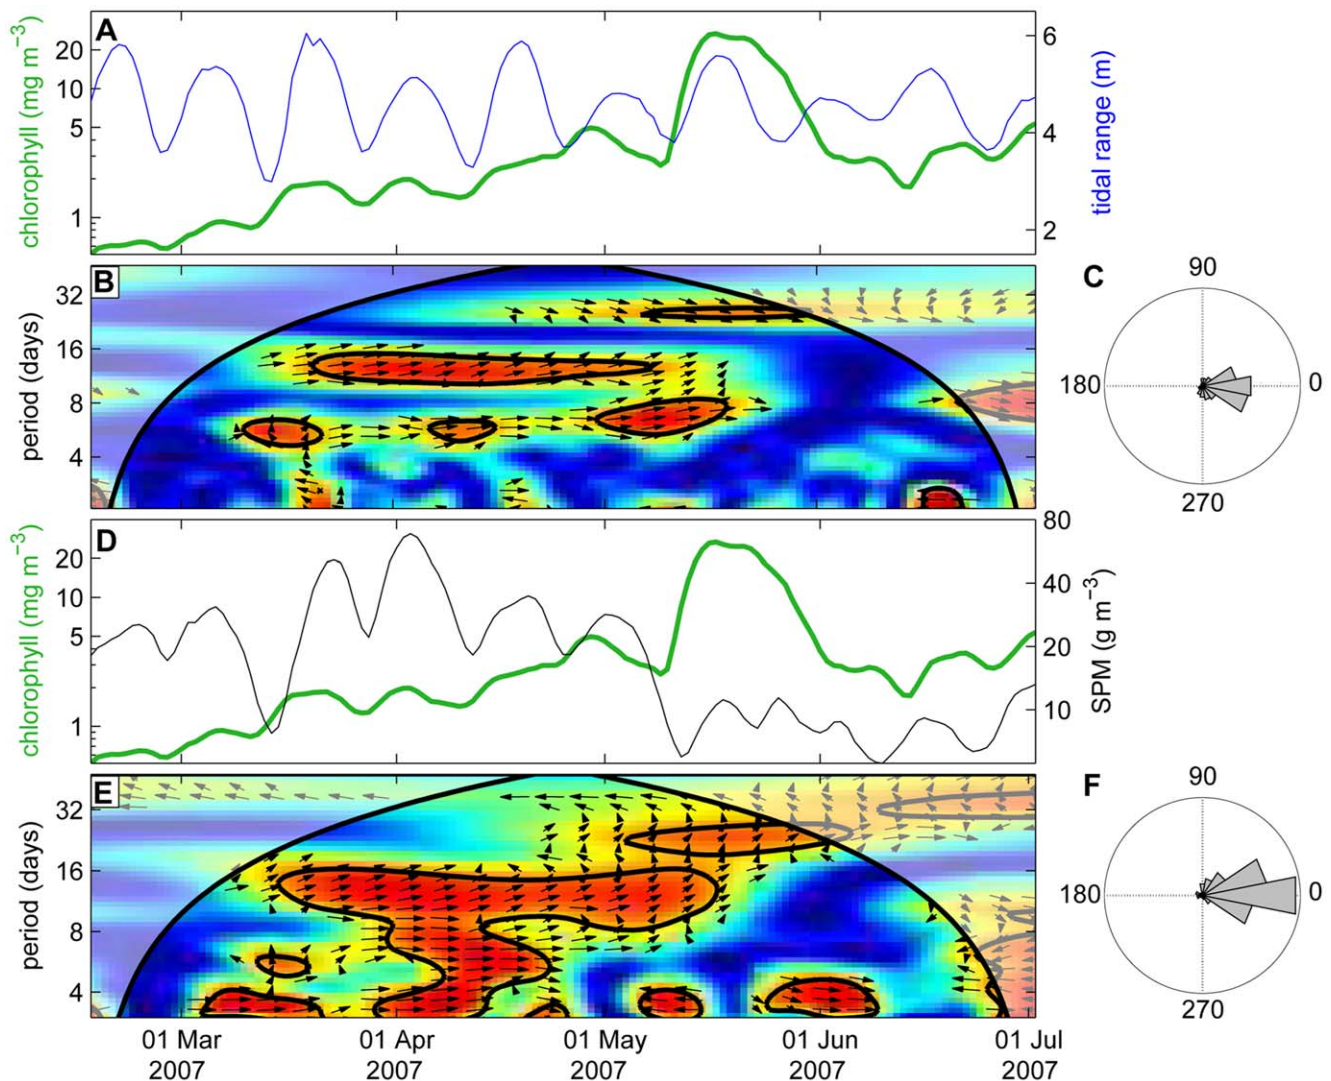 A
chlorophyll (mg m−3)
20
10
5
1
6
4
2
tidal range (m)
B
period (days)
32
16
8
4
C
90
180
0
270
D
chlorophyll (mg m−3)
20
10
5
1
80
40
20
10
SPM (g m−3)
E
period (days)
32
16
8
4
F
90
180
0
270
01 Mar 01 Apr 01 May 01 Jun 01 Jul
2007 2007 2007 2007 2007